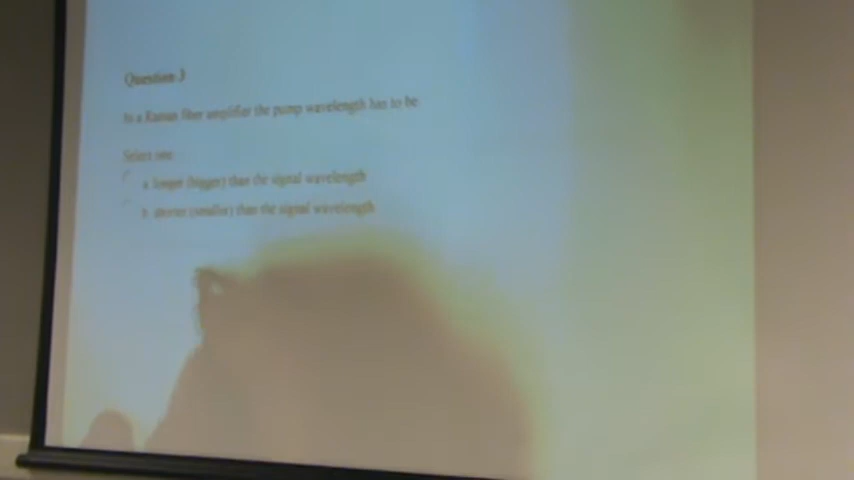 Question 3
In a Raman fiber amplifier the pump wavelength has to be
Select one
a. longer (bigger) than the signal wavelength
b. shorter (smaller) than the signal wavelength